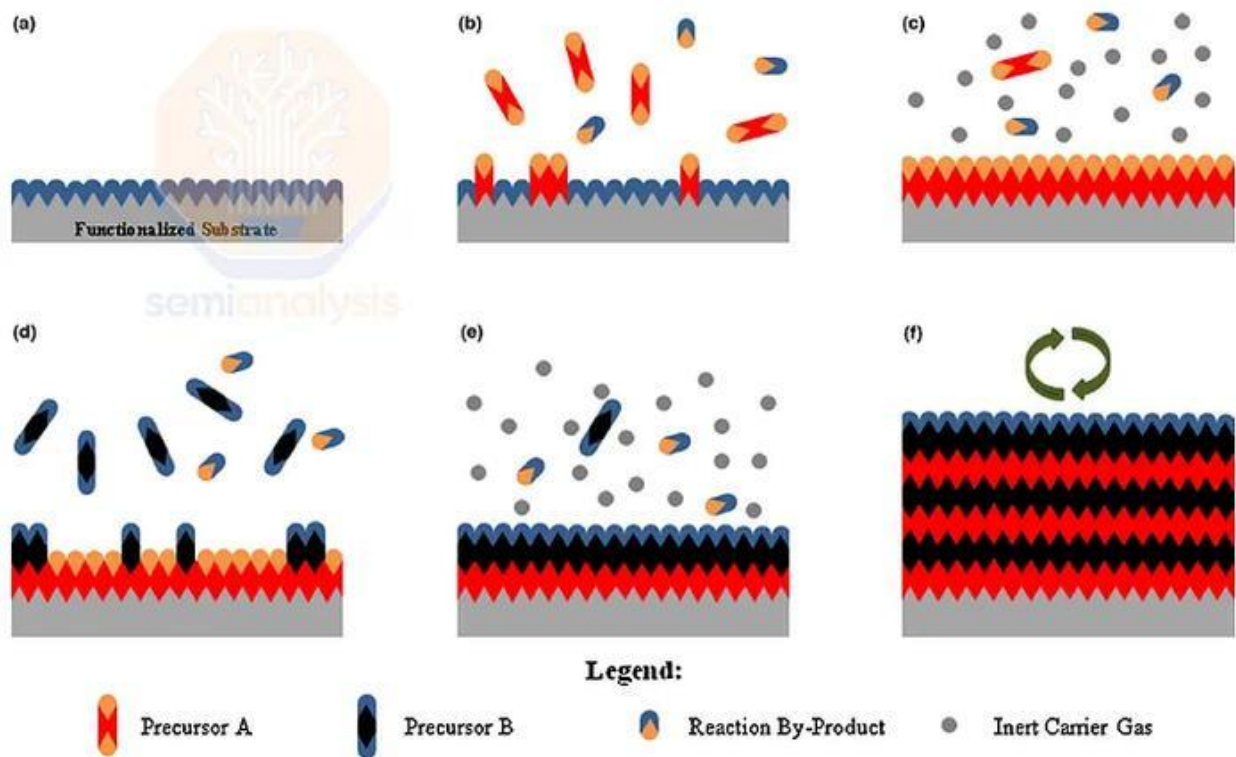 (a)
(b)
(c)
Functionalized Substrate
semianalysis
(d)
(e)
(f)
Legend:
Precursor A
Precursor B
Reaction By-Product
Inert Carrier Gas